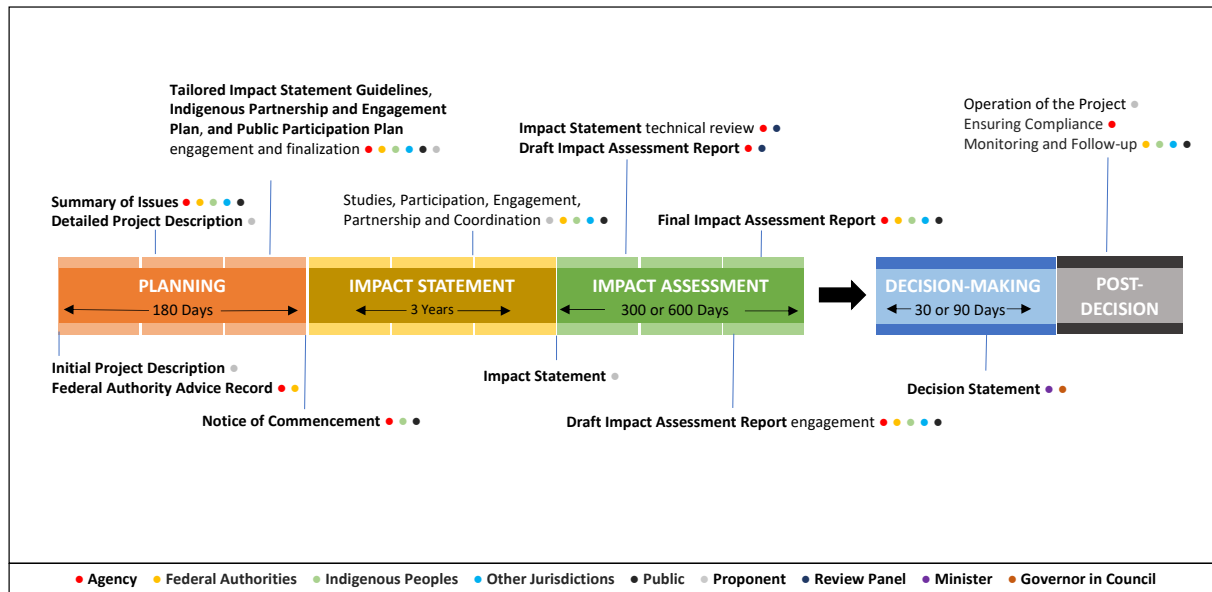 Tailored Impact Statement Guidelines,
Indigenous Partnership and Engagement
Plan, and Public Participation Plan
engagement and finalization
Summary of Issues
Detailed Project Description
Studies, Participation, Engagement,
Partnership and Coordination
Impact Statement technical review
Draft Impact Assessment Report
Final Impact Assessment Report
Operation of the Project
Ensuring Compliance
Monitoring and Follow-up
PLANNING
180 Days
IMPACT STATEMENT
3 Years
IMPACT ASSESSMENT
300 or 600 Days
DECISION-MAKING
30 or 90 Days
POST-
DECISION
Initial Project Description
Federal Authority Advice Record
Notice of Commencement
Impact Statement
Draft Impact Assessment Report engagement
Decision Statement
Agency Federal Authorities Indigenous Peoples Other Jurisdictions Public Proponent Review Panel Minister Governor in Council